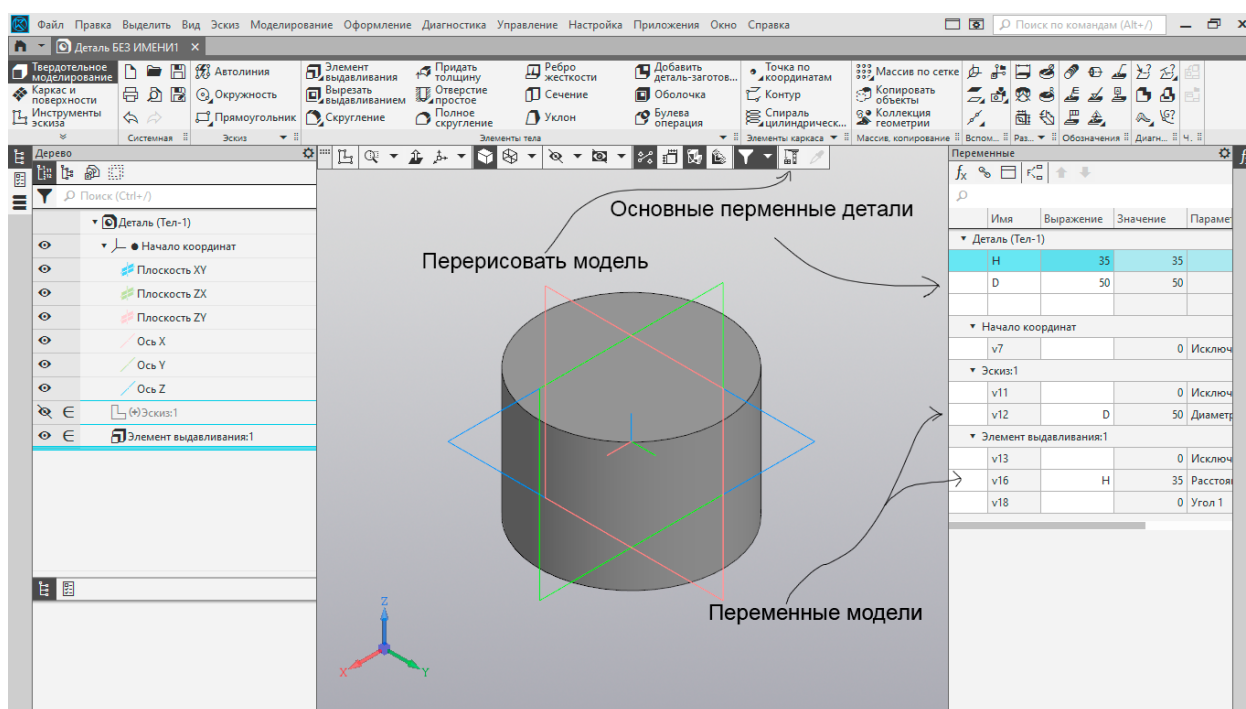 Файл Правка Выделить Вид Эскиз Моделирование Оформление Диагностика Управление Настройка Приложения Окно Справка Поиск по командам (Alt+/)
Деталь БЕЗ ИМЕНИ1
Твердотельное моделирование
Каркас и поверхности
Инструменты эскиза
Системная
Автолиния
Окружность
Прямоугольник
Эскиз
Элемент выдавливания
Вырезать выдавливанием
Скругление
Придать толщину
Отверстие простое
Полное скругление
Ребро жесткости
Сечение
Уклон
Добавить деталь-заготов...
Оболочка
Булева операция
Элементы тела
Точка по координатам
Контур
Спираль цилиндрическ...
Элементы каркаса
Массив по сетке
Копировать объекты
Коллекция геометрии
Массив, копирование
Вспом...
Раз...
Обозначения
Диагн...
Ч..
Дерево
Поиск (Ctrl+/)
Деталь (Тел-1)
Начало координат
Плоскость XY
Плоскость ZX
Плоскость ZY
Ось X
Ось Y
Ось Z
(+)Эскиз:1
Элемент выдавливания:1
Основные перменные детали
Перерисовать модель
Переменные модели
Z
X
Y
Переменные
Имя Выражение Значение Парамет
Деталь (Тел-1)
H 35 35
D 50 50
Начало координат
v7 0 Исключ
Эскиз:1
v11 0 Исключ
v12 D 50 Диаметр
Элемент выдавливания:1
v13 0 Исключ
v16 H 35 Расстоя
v18 0 Угол 1